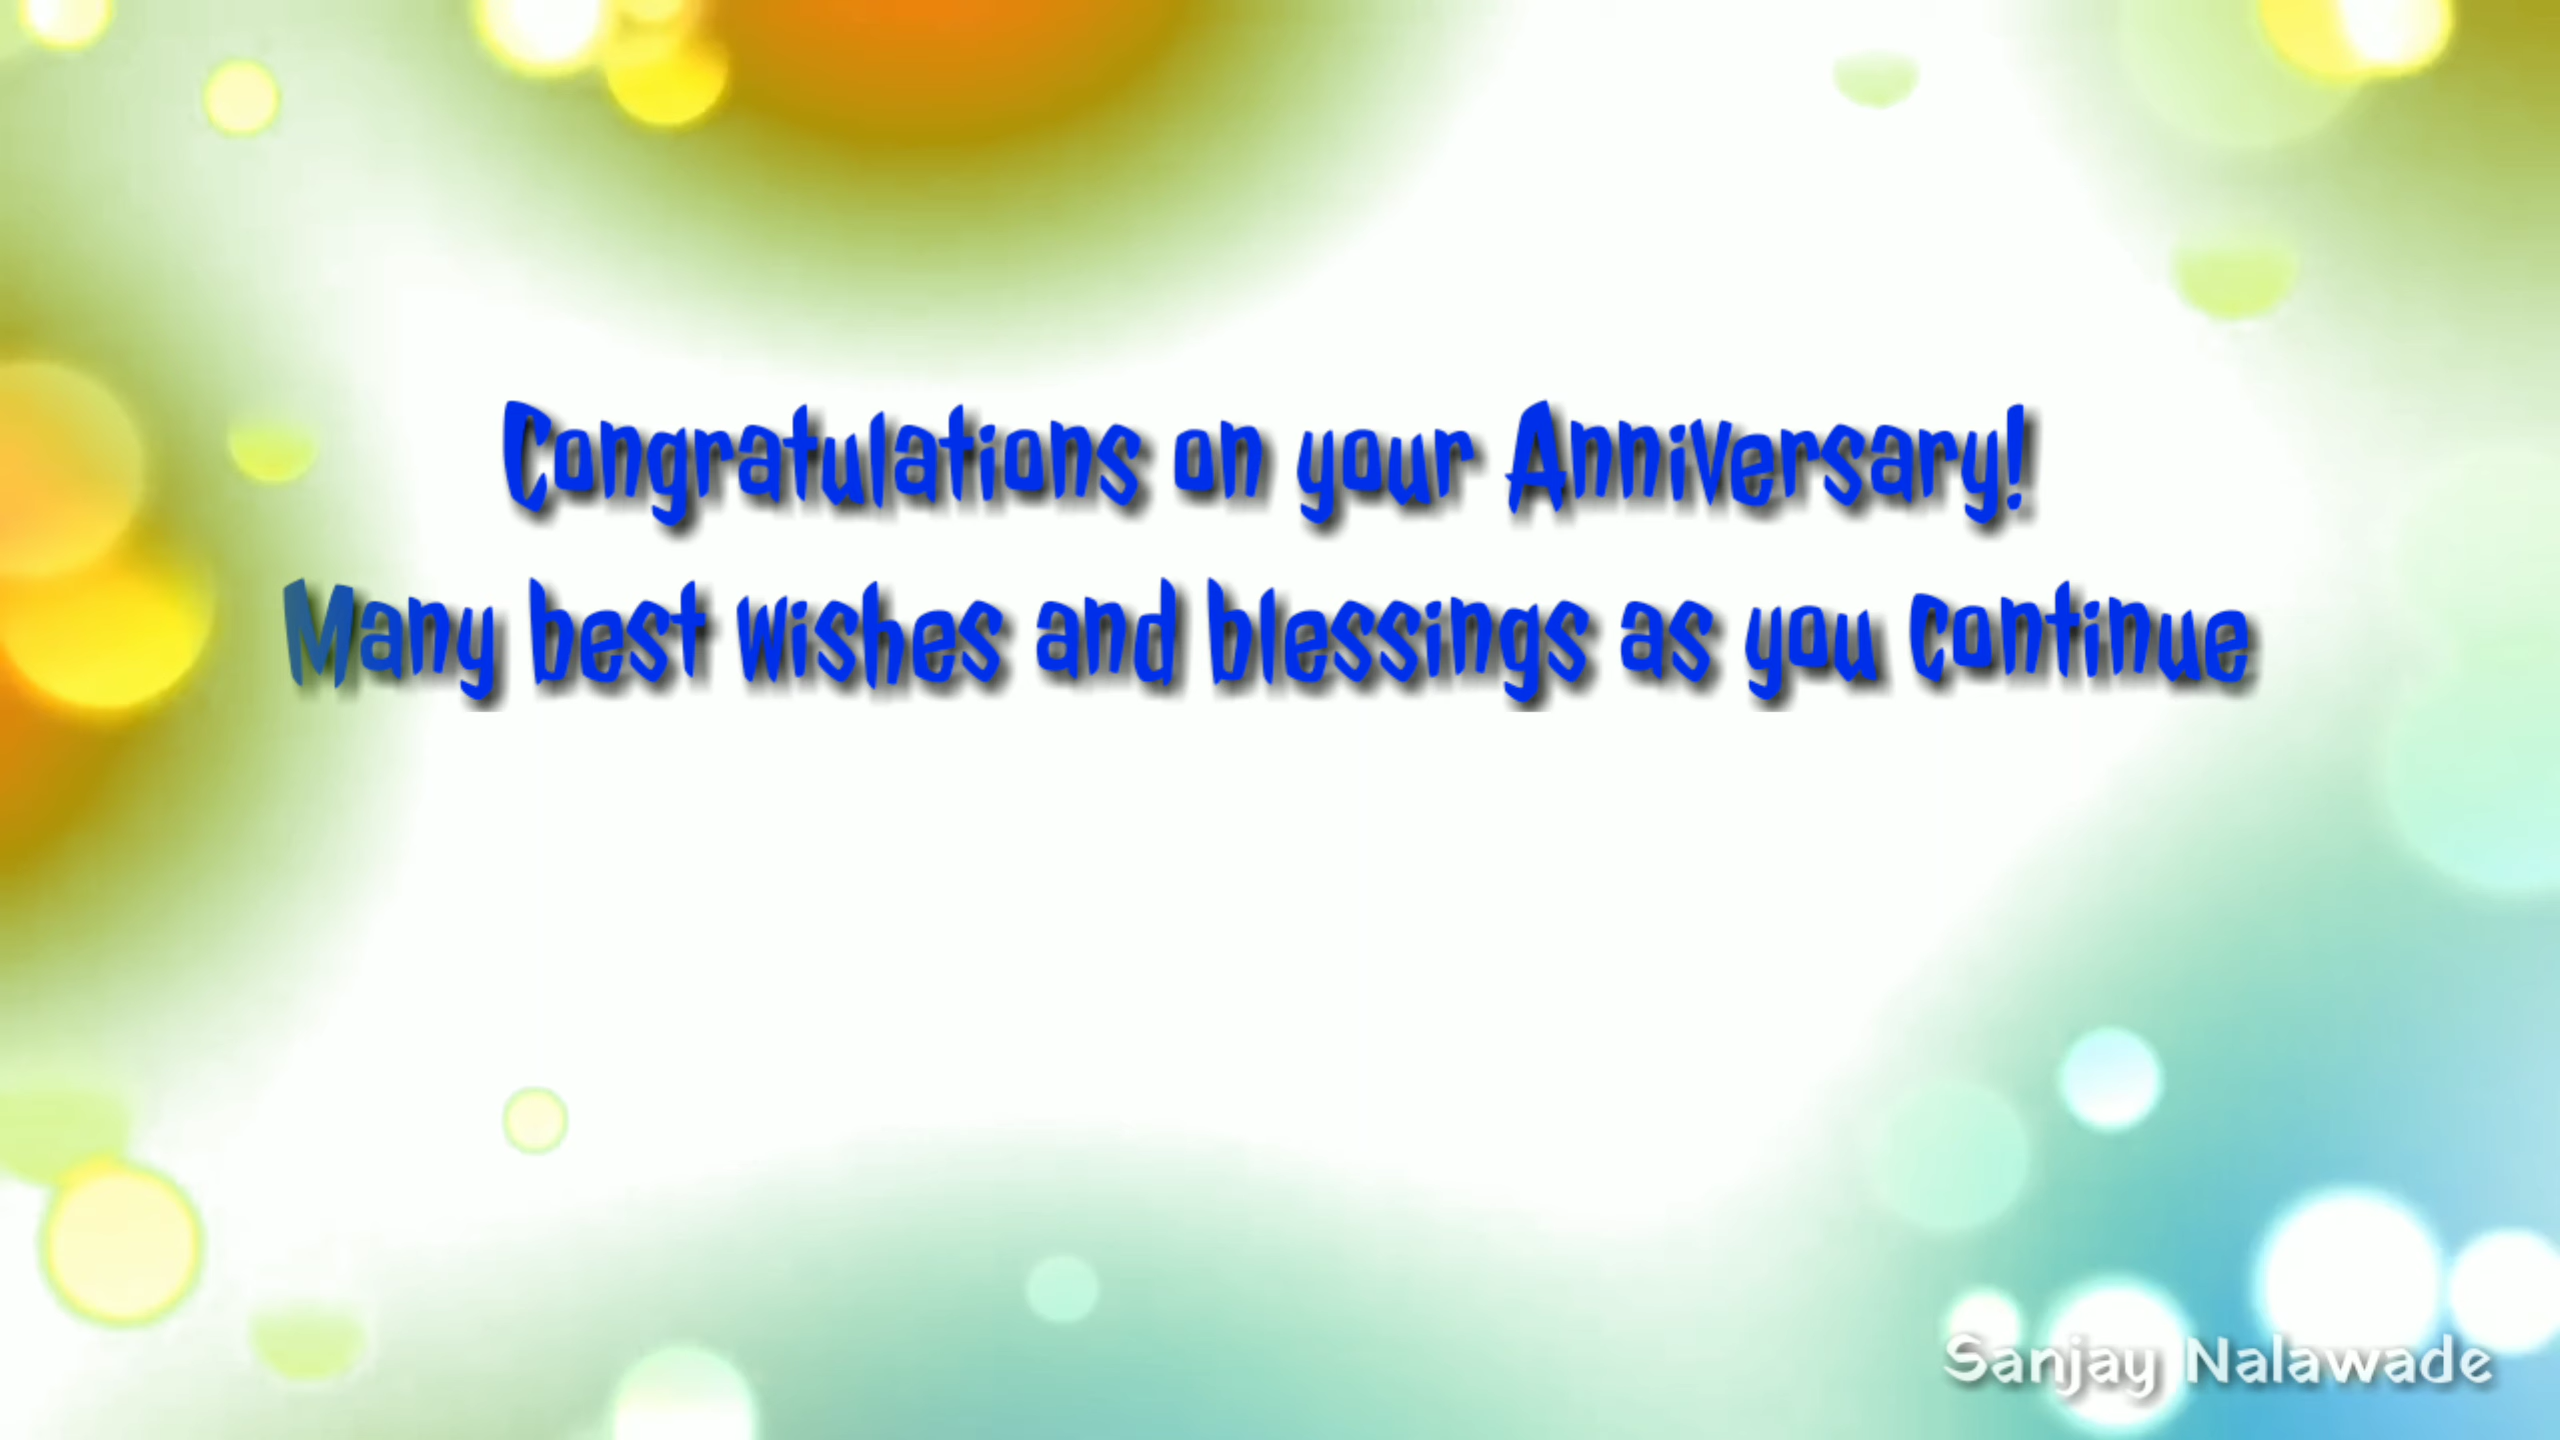 Congratulations on your Anniversary!
Many best wishes and blessings as you continue
Sanjay Nalawade